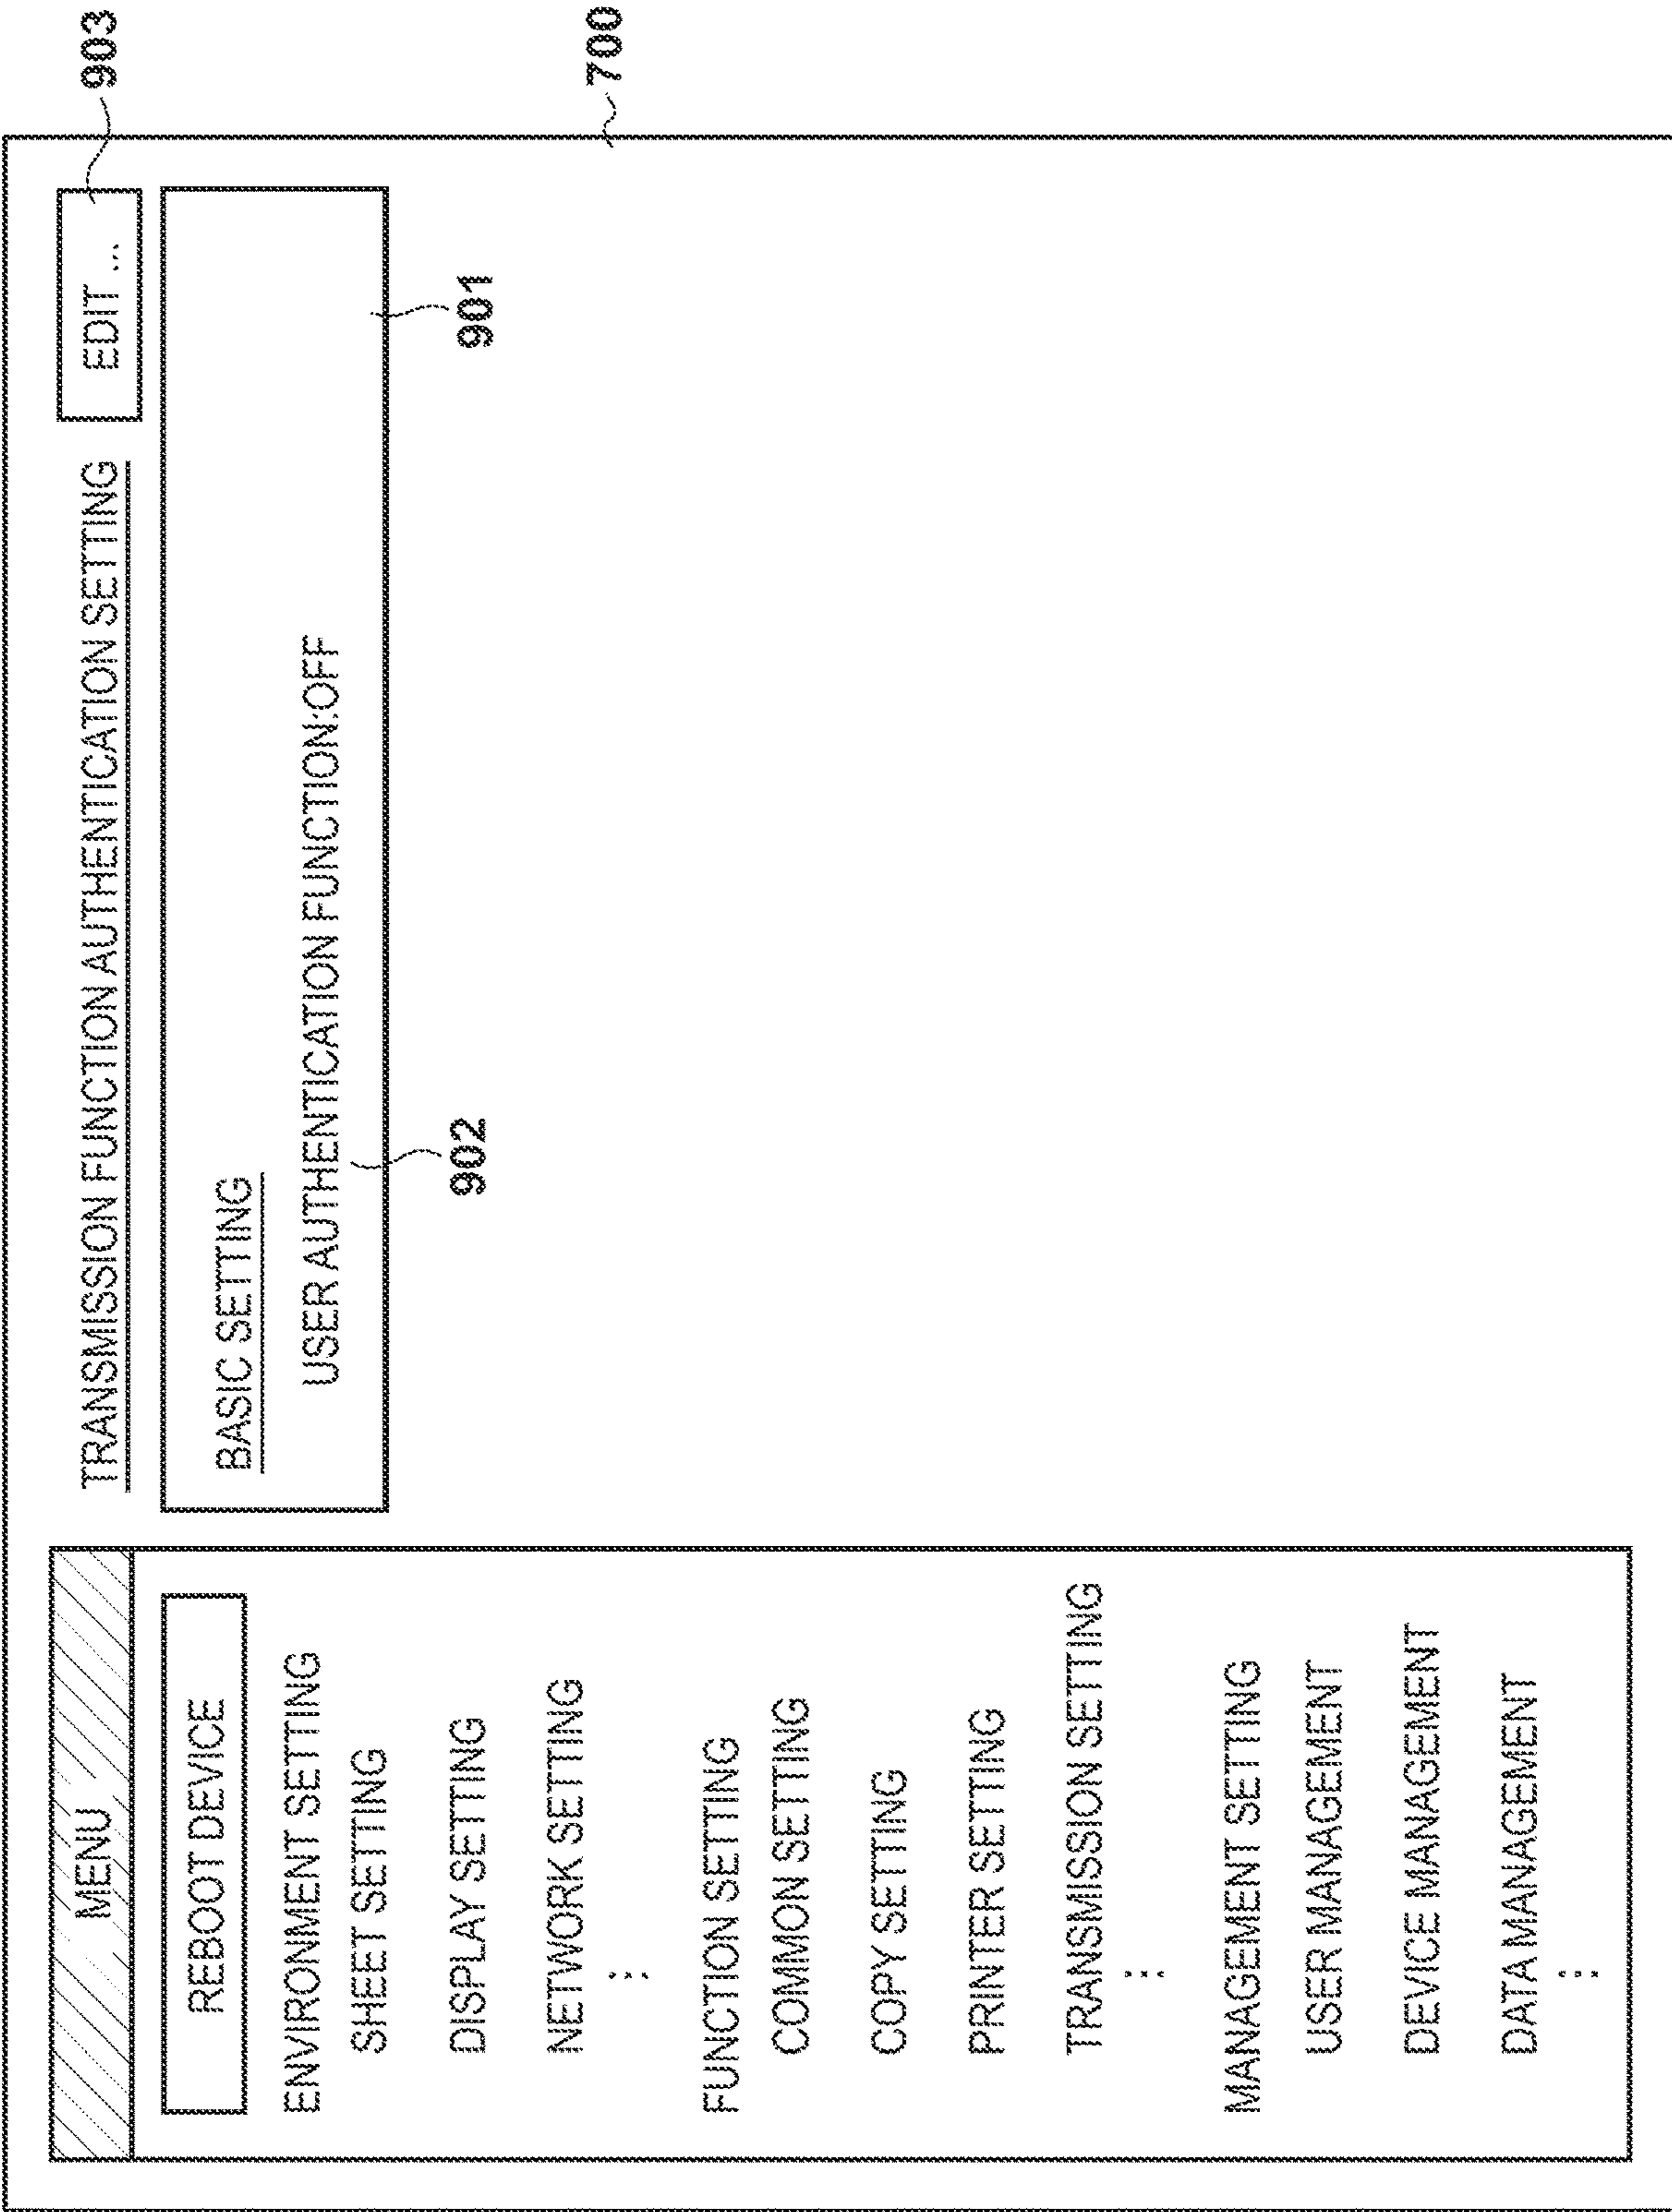 MENU
REBOOT DEVICE
ENVIRONMENT SETTING
SHEET SETTING
DISPLAY SETTING
NETWORK SETTING
⋮
FUNCTION SETTING
COMMON SETTING
COPY SETTING
PRINTER SETTING
TRANSMISSION SETTING
⋮
MANAGEMENT SETTING
USER MANAGEMENT
DEVICE MANAGEMENT
DATA MANAGEMENT
⋮
TRANSMISSION FUNCTION AUTHENTICATION SETTING
EDIT ...
903
BASIC SETTING
USER AUTHENTICATION FUNCTION:OFF
902
901
700